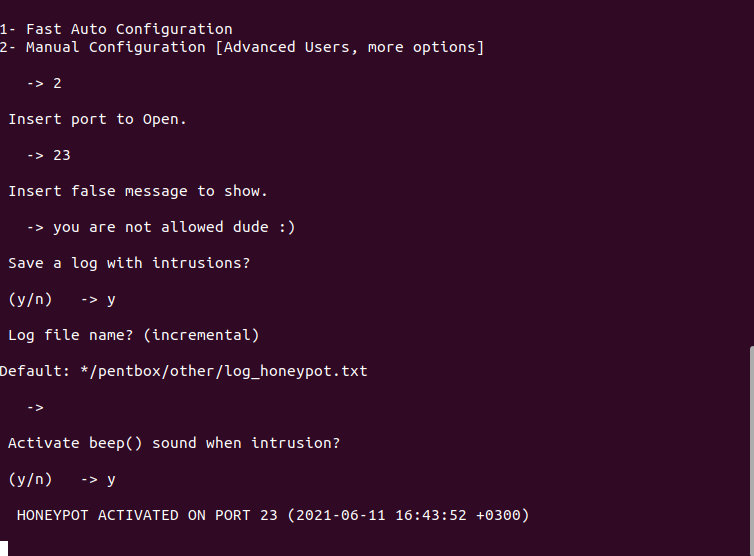 1- Fast Auto Configuration
2- Manual Configuration [Advanced Users, more options]
-> 2
Insert port to Open.
-> 23
Insert false message to show.
-> you are not allowed dude :)
Save a log with intrusions?
(y/n)   -> y
Log file name? (incremental)
Default: */pentbox/other/log_honeypot.txt
->
Activate beep() sound when intrusion?
(y/n)   -> y
HONEYPOT ACTIVATED ON PORT 23 (2021-06-11 16:43:52 +0300)